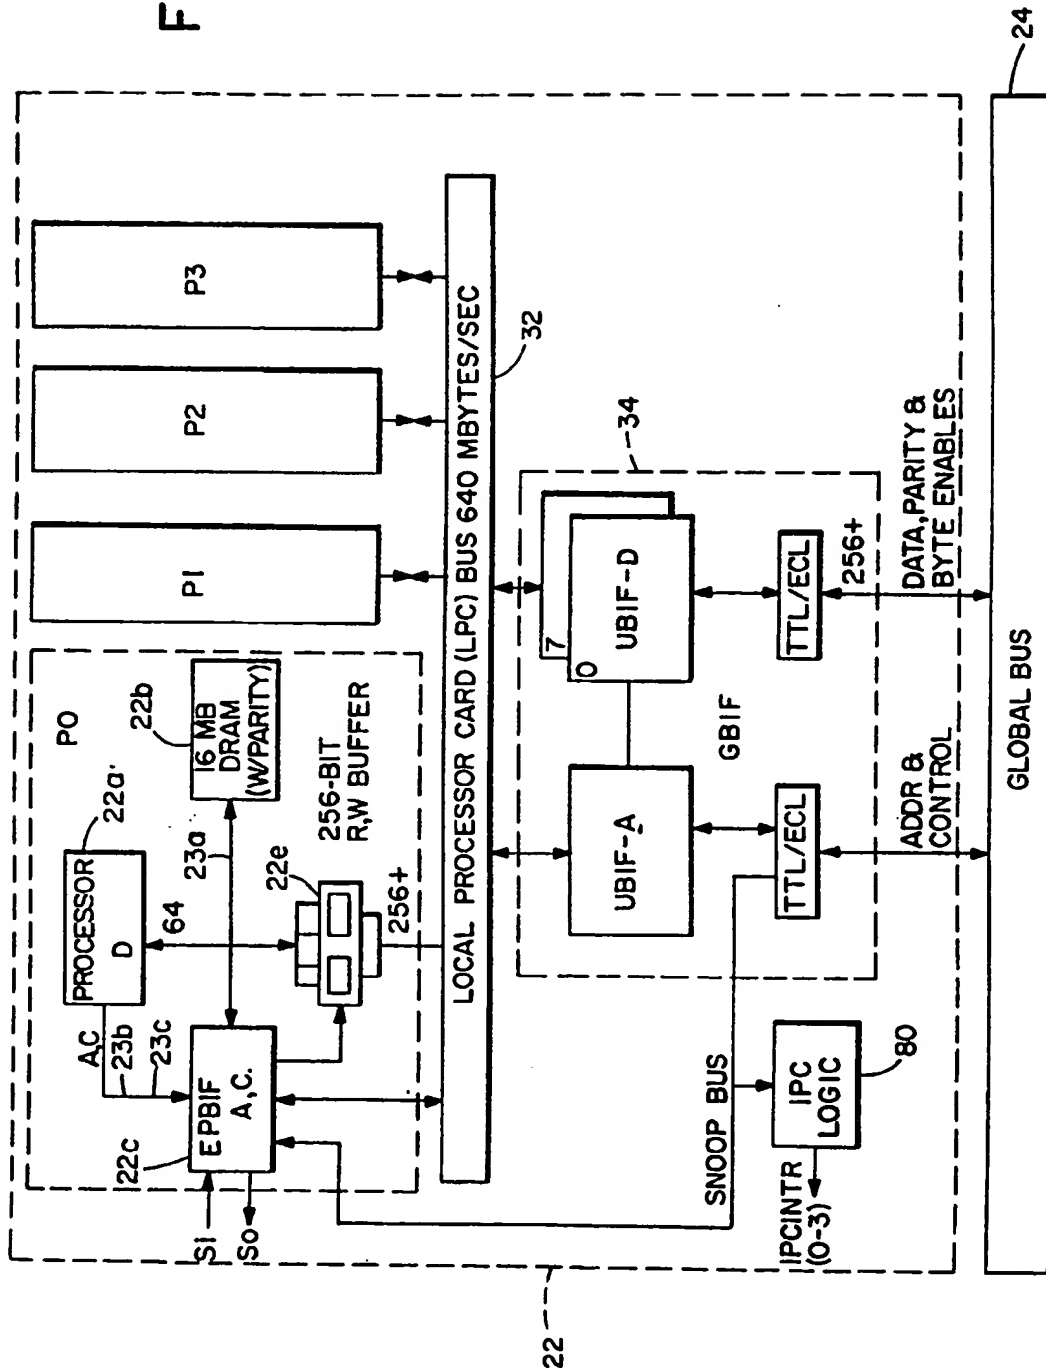 F
PO
22a'
PROCESSOR
D
A,C
23b
23c
64
23a
22b
16 MB
DRAM
(W/PARITY)
22e
256-BIT
R,W BUFFER
256+
EPBIF
A,C.
22c
SI
SO
P1
P2
P3
LOCAL PROCESSOR CARD (LPC) BUS 640 MBYTES/SEC
32
34
UBIF-A
7
0
UBIF-D
GBIF
TTL/ECL
TTL/ECL
256+
SNOOP BUS
IPC
LOGIC
80
IPCINTR
(0-3)
ADDR &
CONTROL
DATA, PARITY &
BYTE ENABLES
22
GLOBAL BUS
24